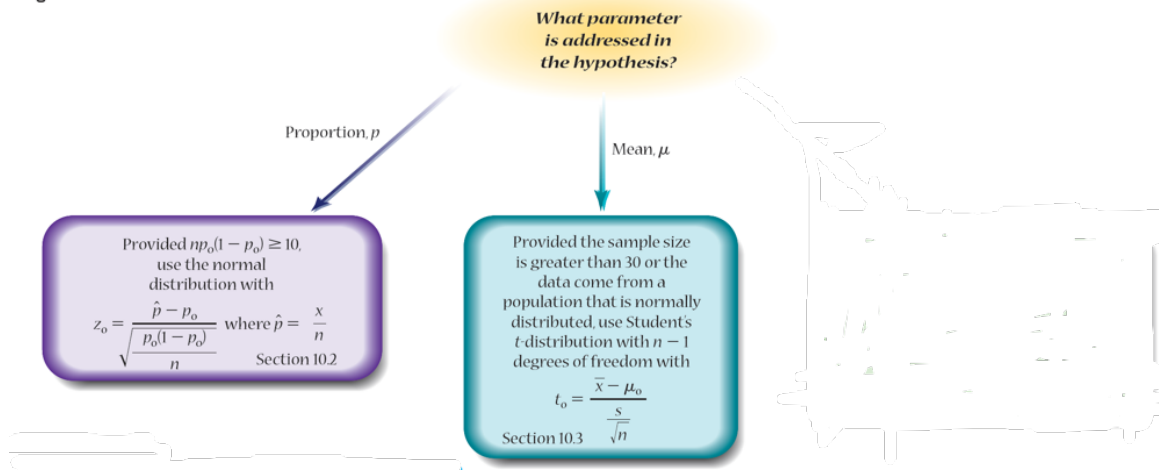 What parameter
is addressed in
the hypothesis?
Proportion, p
Mean, μ
Provided np₀(1 − p₀) ≥ 10,
use the normal
distribution with
z₀ = (p̂ − p₀) / √(p₀(1 − p₀)/n) where p̂ = x/n
Section 10.2
Provided the sample size
is greater than 30 or the
data come from a
population that is normally
distributed, use Student's
t-distribution with n − 1
degrees of freedom with
t₀ = (x̄ − μ₀) / (s/√n)
Section 10.3